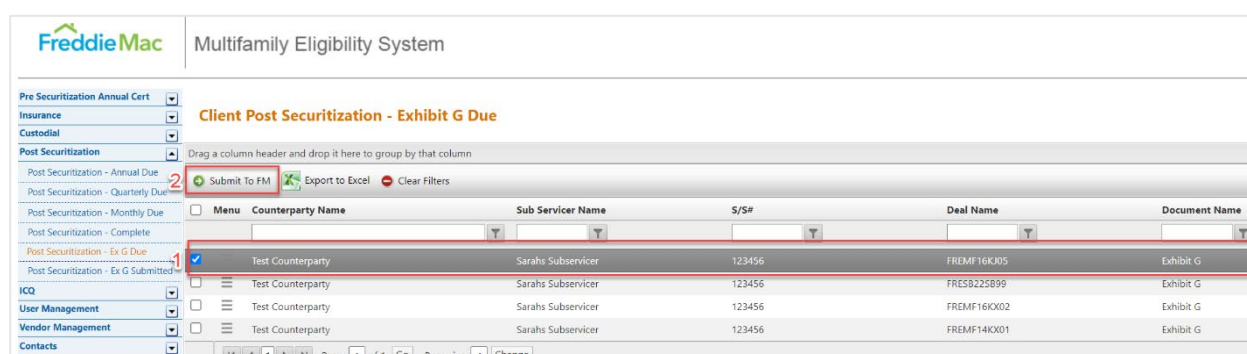 FreddieMac Multifamily Eligibility System
Pre Securitization Annual Cert
Insurance
Custodial
Post Securitization
Post Securitization - Annual Due
Post Securitization - Quarterly Due
Post Securitization - Monthly Due
Post Securitization - Complete
Post Securitization - Ex G Due
Post Securitization - Ex G Submitted
ICQ
User Management
Vendor Management
Contacts
Client Post Securitization - Exhibit G Due
Drag a column header and drop it here to group by that column
2 Submit To FM Export to Excel Clear Filters
Menu Counterparty Name Sub Servicer Name S/S# Deal Name Document Name
1 Test Counterparty Sarahs Subservicer 123456 FREMF16KJ05 Exhibit G
Test Counterparty Sarahs Subservicer 123456 FRESB22SB99 Exhibit G
Test Counterparty Sarahs Subservicer 123456 FREMF16KX02 Exhibit G
Test Counterparty Sarahs Subservicer 123456 FREMF14KX01 Exhibit G
1 Go Change